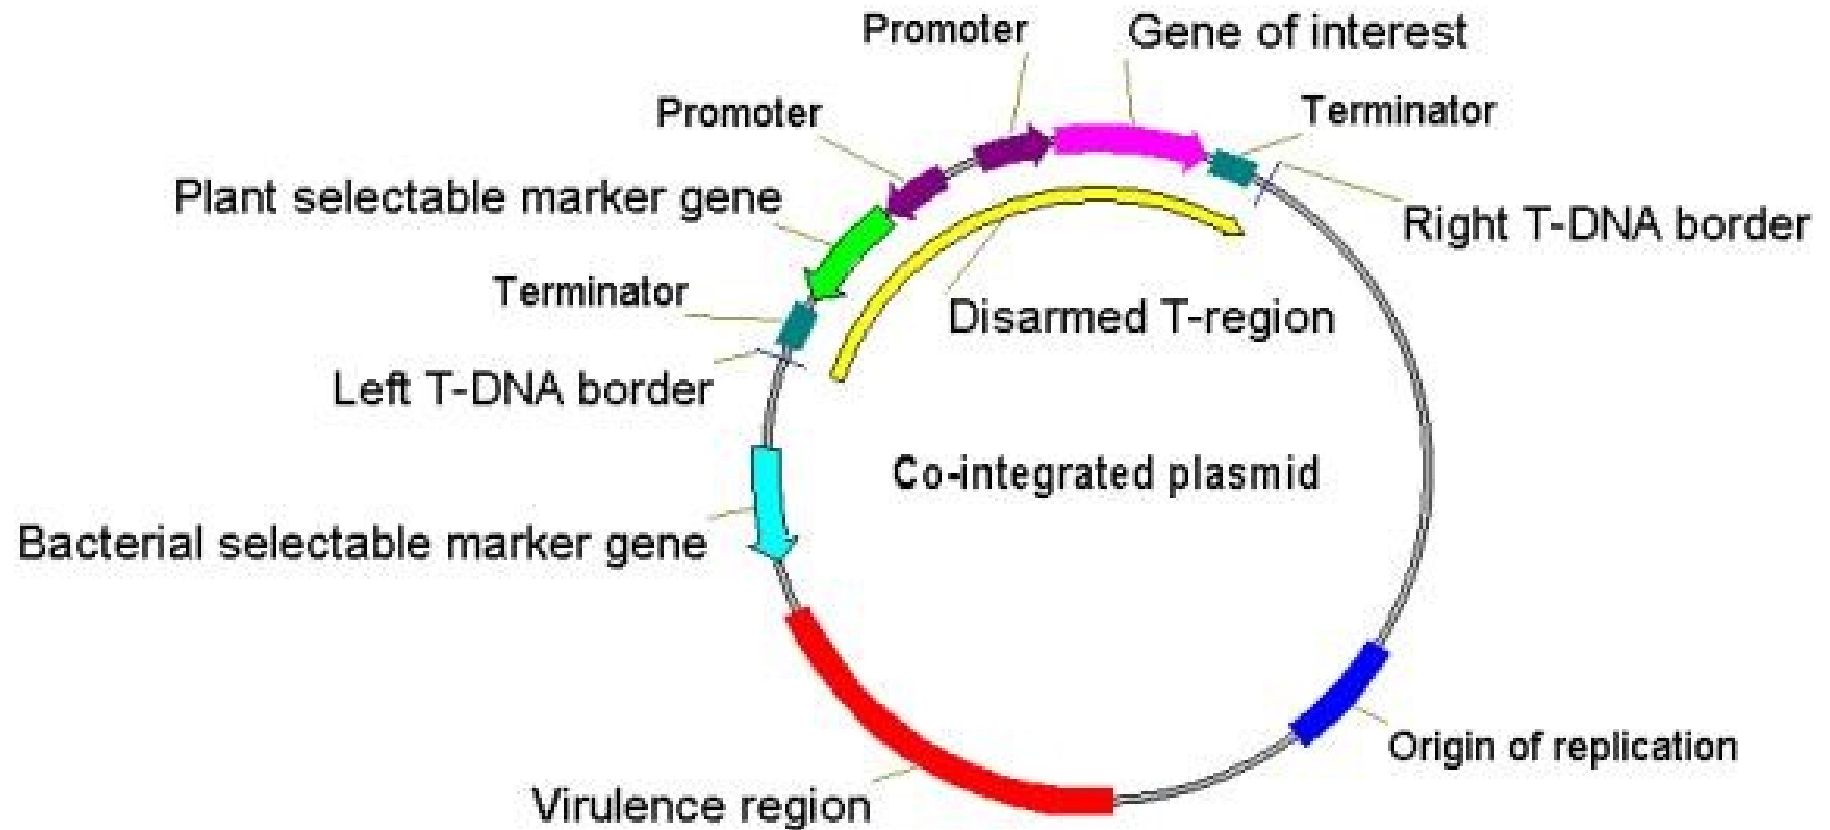 Promoter
Gene of interest
Promoter
Terminator
Plant selectable marker gene
Right T-DNA border
Terminator
Disarmed T-region
Left T-DNA border
Co-integrated plasmid
Bacterial selectable marker gene
Origin of replication
Virulence region